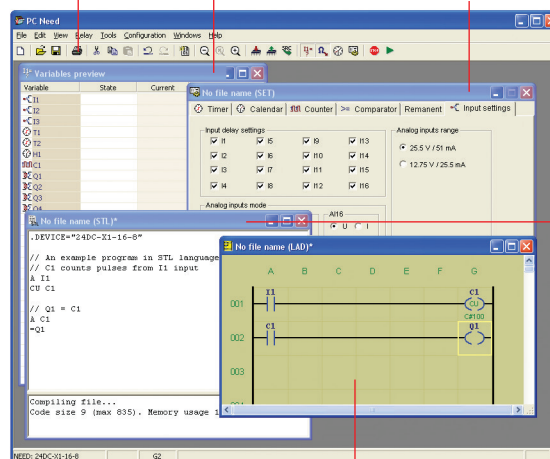 PC Need
File Edit View Relay Tools Configuration Windows Help
Variables preview
Variable State Current
I1
I2
I3
T1
T2
H1
C1
Q1
Q2
Q3
Q4
No file name (SET)
Timer Calendar Counter >= Comparator Remanent Input settings
Input delay settings
I1 I5 I9 I13
I2 I6 I10 I14
I3 I7 I11 I15
I4 I8 I12 I16
Analog inputs range
25.5 V / 51 mA
12.75 V / 25.5 mA
Analog inputs mode
AI16
U I
No file name (STL)*
.DEVICE="24DC-X1-16-8"
// An example program in STL language
// C1 counts pulses from I1 input
A I1
CU C1
// Q1 = C1
A C1
=Q1
Compiling file...
Code size 9 (max 835). Memory usage 1
No file name (LAD)*
A B C D E F G
I1 C1
001 CU
C#100
C1 Q1
002
003
004
NEED: 24DC-X1-16-8 G2